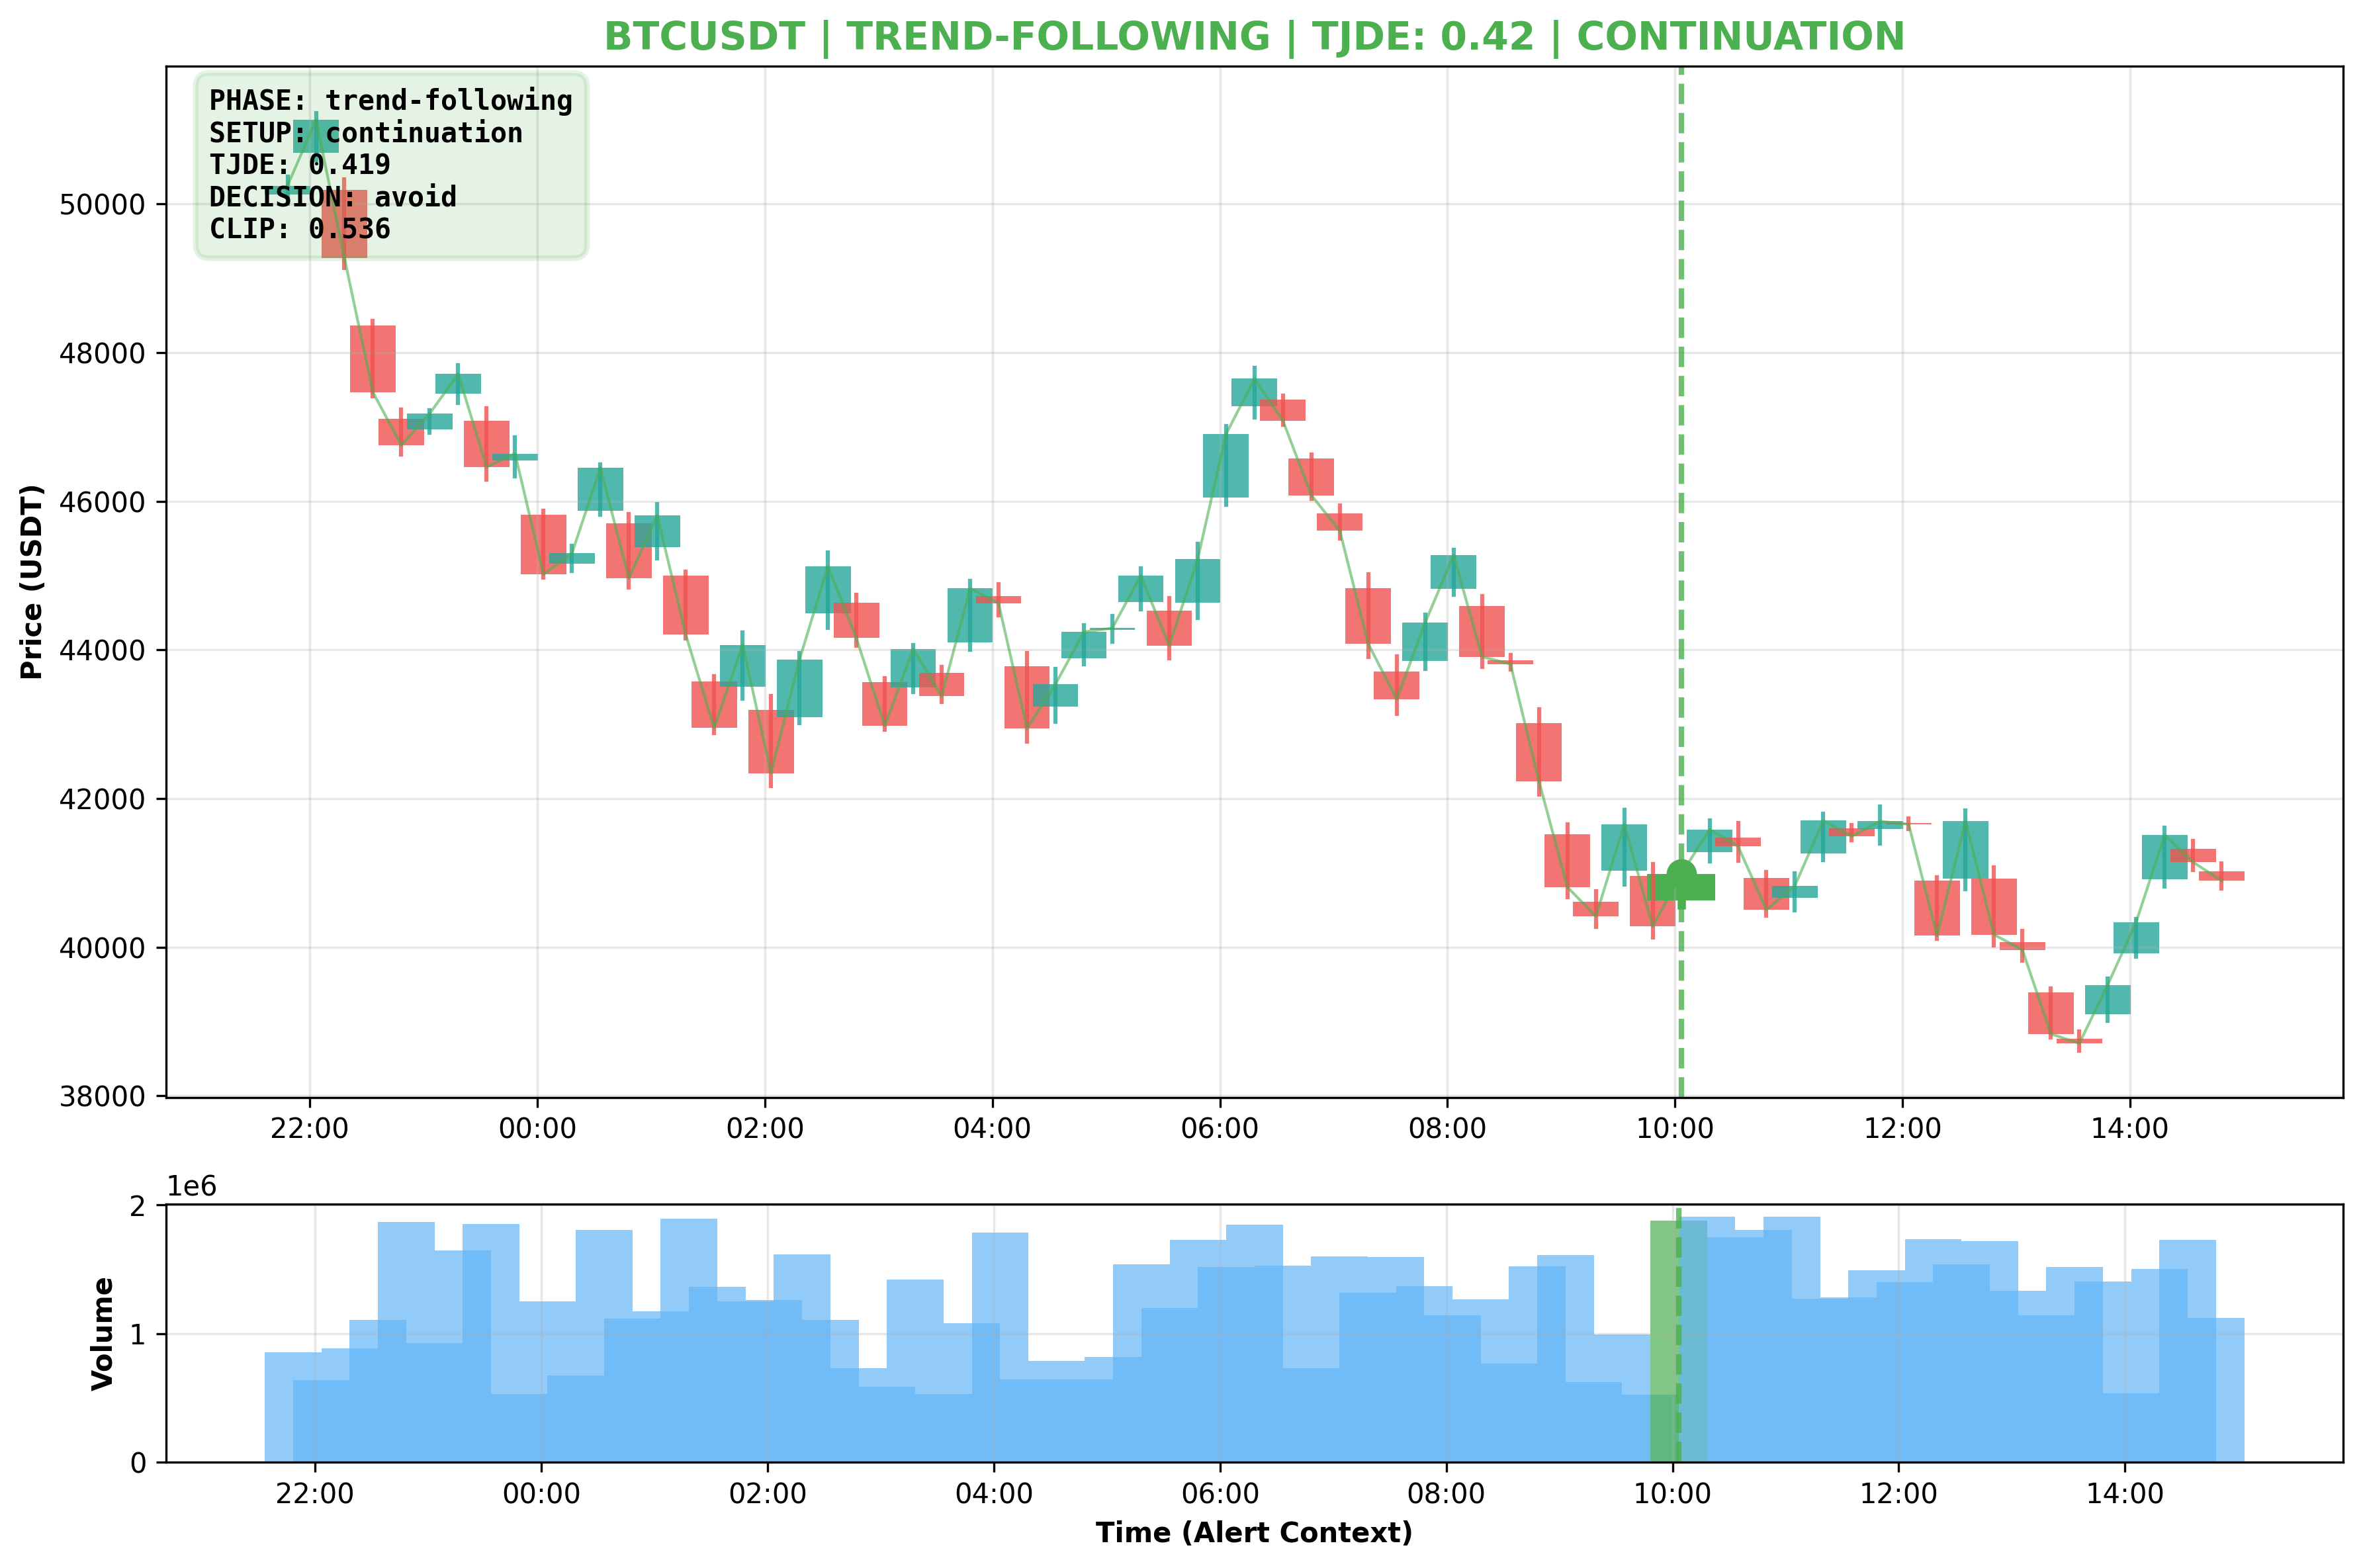 BTCUSDT | TREND-FOLLOWING | TJDE: 0.42 | CONTINUATION
PHASE: trend-following
SETUP: continuation
TJDE: 0.419
DECISION: avoid
CLIP: 0.536
Price (USDT)
50000
48000
46000
44000
42000
40000
38000
22:00 00:00 02:00 04:00 06:00 08:00 10:00 12:00 14:00
1e6
Volume
2
1
0
22:00 00:00 02:00 04:00 06:00 08:00 10:00 12:00 14:00
Time (Alert Context)